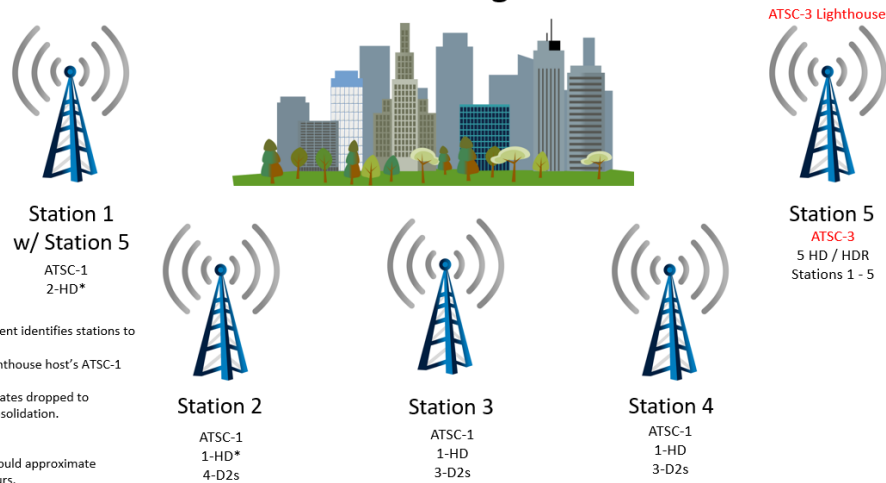 ATSC-3 Lighthouse
Station 1
w/ Station 5
ATSC-1
2-HD*
Station 5
ATSC-3
5 HD / HDR
Stations 1 - 5
ent identifies stations to
hthouse host's ATSC-1
ates dropped to
solidation.
ould approximate
urs.
Station 2
ATSC-1
1-HD*
4-D2s
Station 3
ATSC-1
1-HD
3-D2s
Station 4
ATSC-1
1-HD
3-D2s